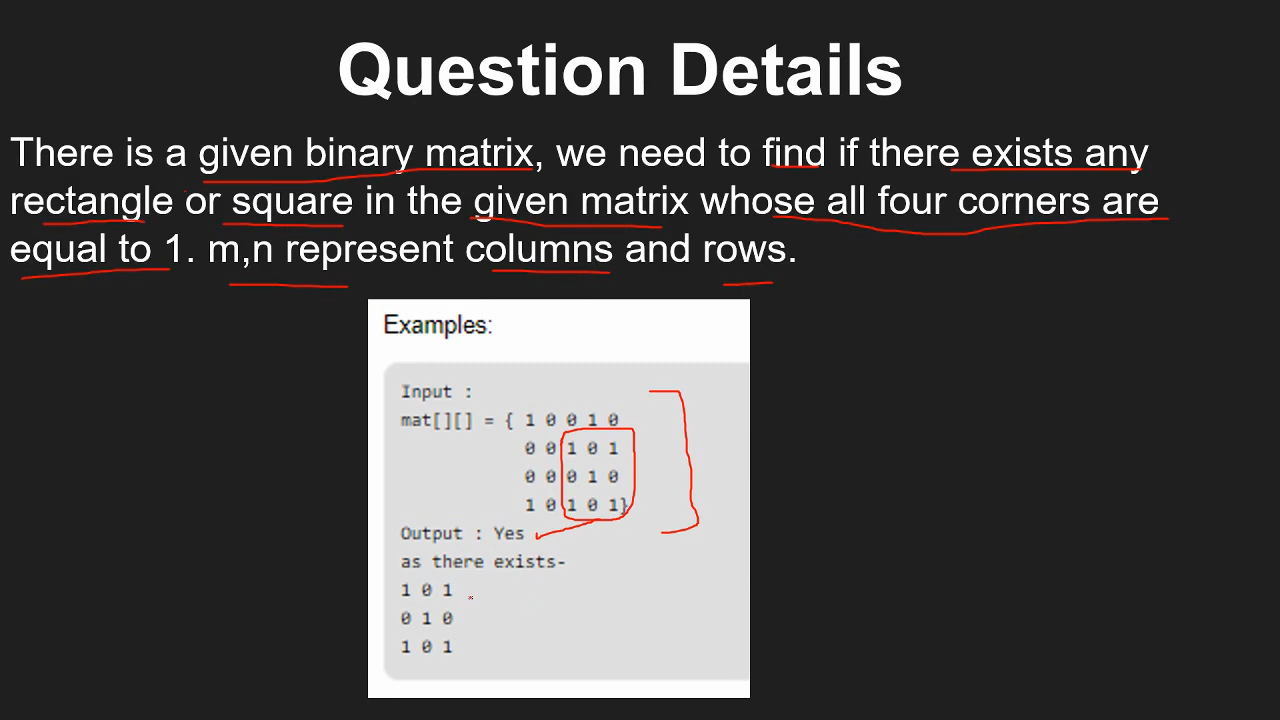 Question Details
There is a given binary matrix, we need to find if there exists any
rectangle or square in the given matrix whose all four corners are
equal to 1. m,n represent columns and rows.
Examples:
Input :
mat[][] = { 1 0 0 1 0
0 0 1 0 1
0 0 0 1 0
1 0 1 0 1}
Output : Yes
as there exists-
1 0 1
0 1 0
1 0 1